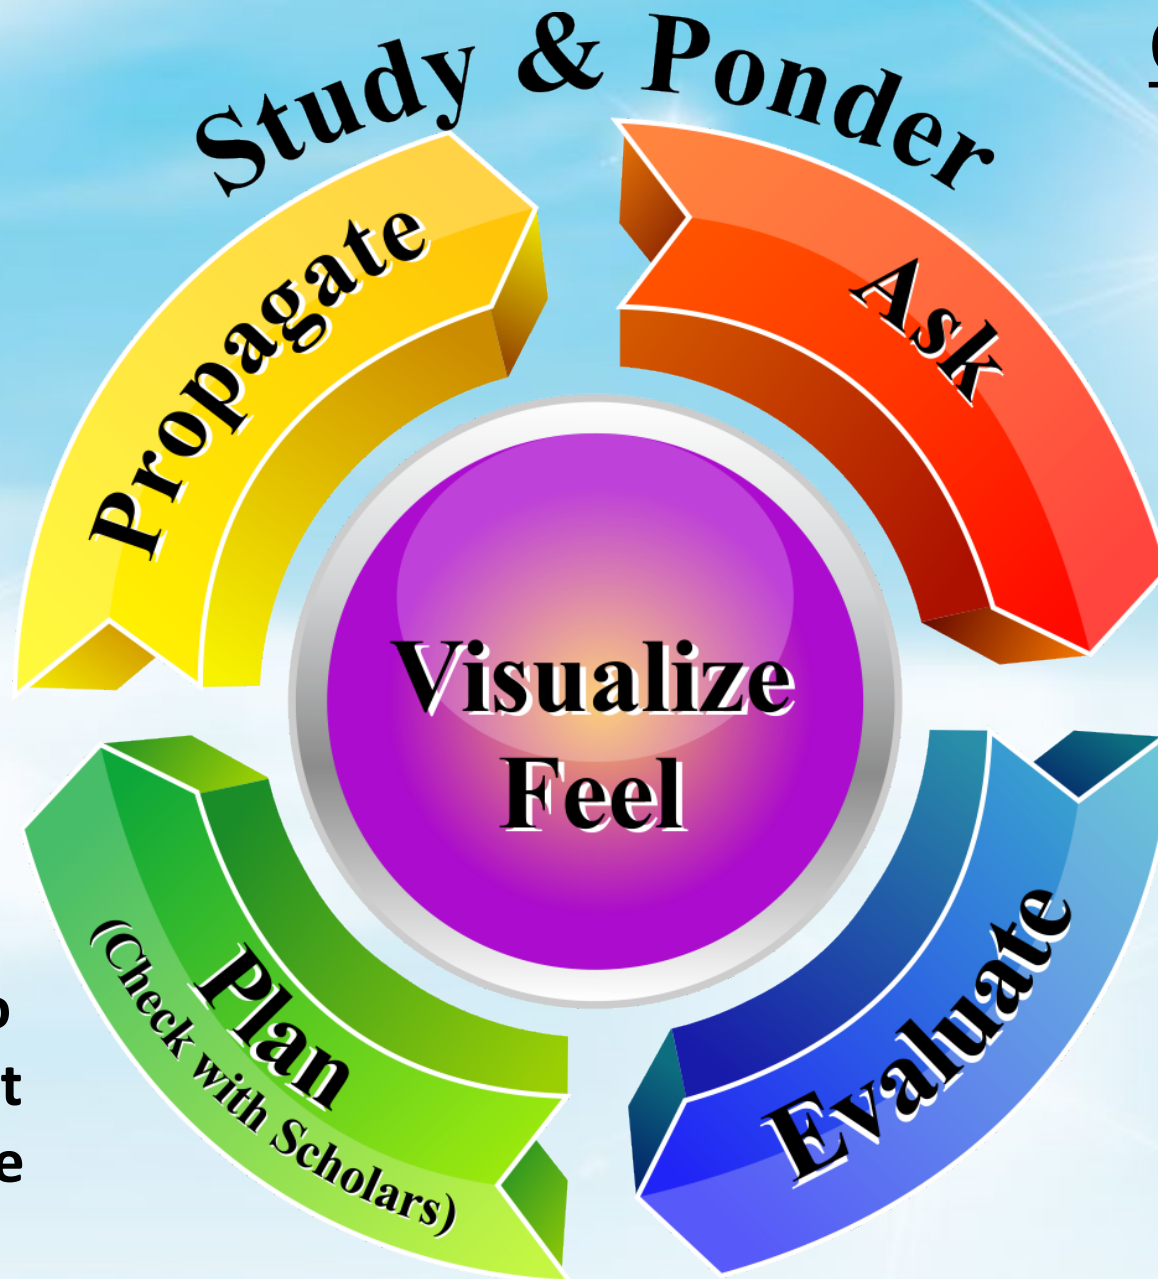 Study & Ponder
Ask
Evaluate
Plan
(Check with Scholars)
Propagate
Visualize
Feel